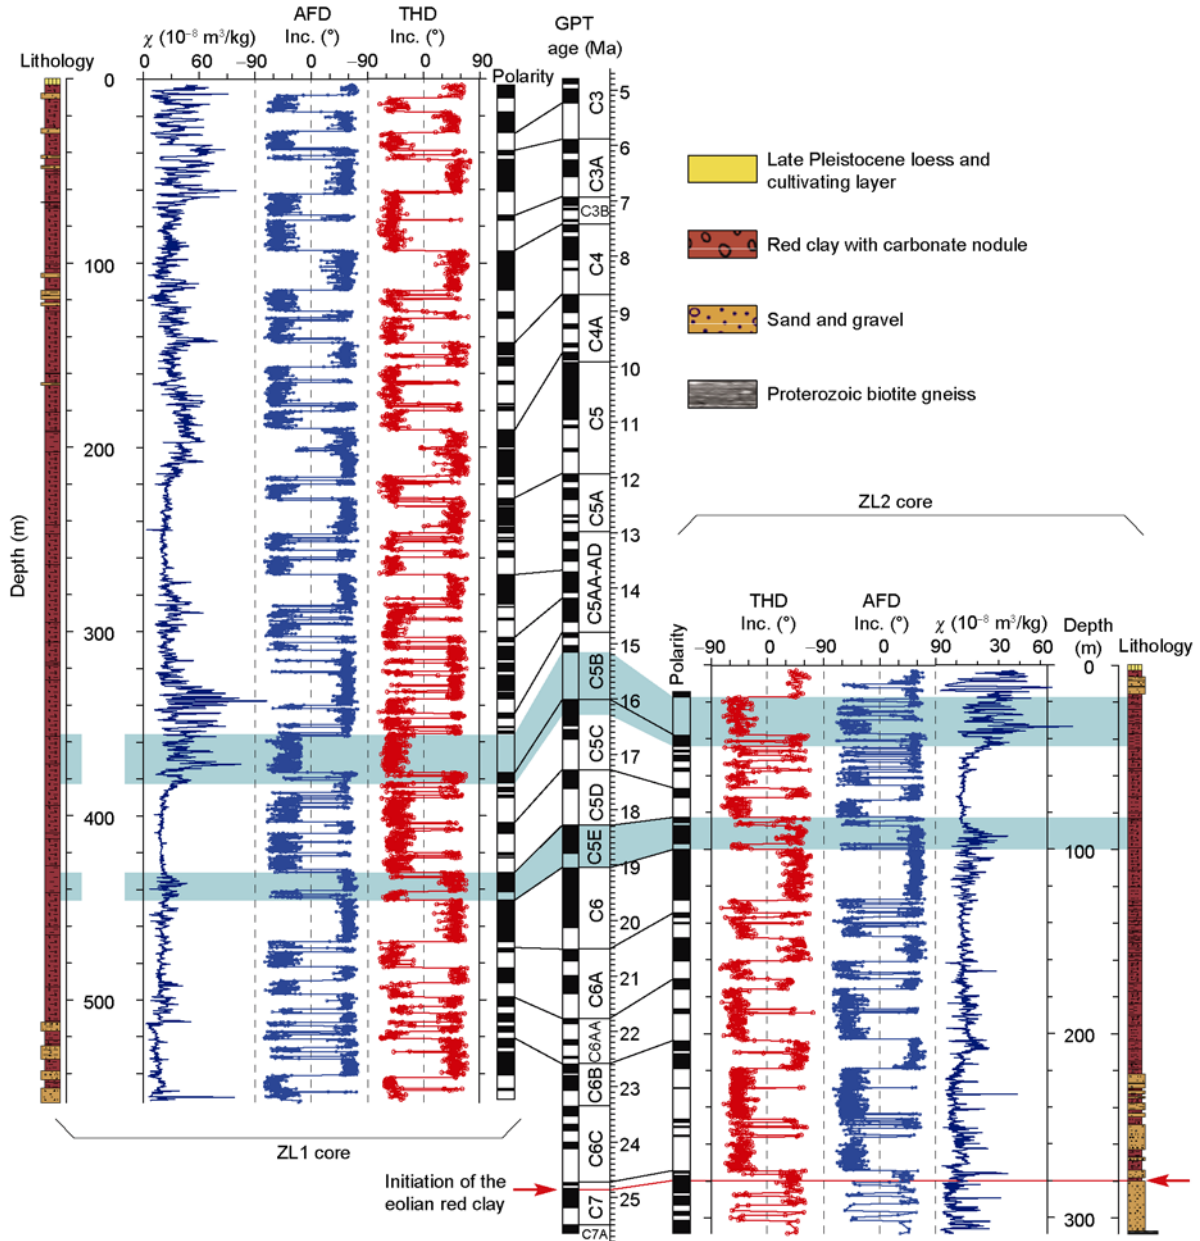 AFD
THD
GPT
χ (10⁻⁸ m³/kg)
Inc. (°)
Inc. (°)
age (Ma)
Lithology
0
60
−90
0
−90
0
90
Polarity
0
100
200
300
400
500
Depth (m)
C3
C3A
C3B
C4
C4A
C5
C5A
C5AA-AD
C5B
C5C
C5D
C5E
C6
C6A
C6AA
C6B
C6C
C7
C7A
5
6
7
8
9
10
11
12
13
14
15
16
17
18
19
20
21
22
23
24
25
Late Pleistocene loess and
cultivating layer
Red clay with carbonate nodule
Sand and gravel
Proterozoic biotite gneiss
ZL2 core
THD
AFD
Inc. (°)
Inc. (°)
χ (10⁻⁸ m³/kg)
Depth
(m)
Lithology
Polarity
−90
0
−90
0
90
30
60
0
100
200
300
ZL1 core
Initiation of the
eolian red clay